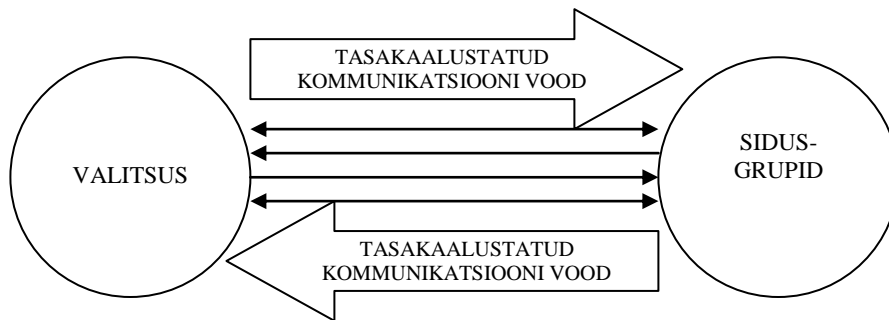 TASAKAALUSTATUD
KOMMUNIKATSIOONI VOOD
VALITSUS
SIDUS-
GRUPID
TASAKAALUSTATUD
KOMMUNIKATSIOONI VOOD